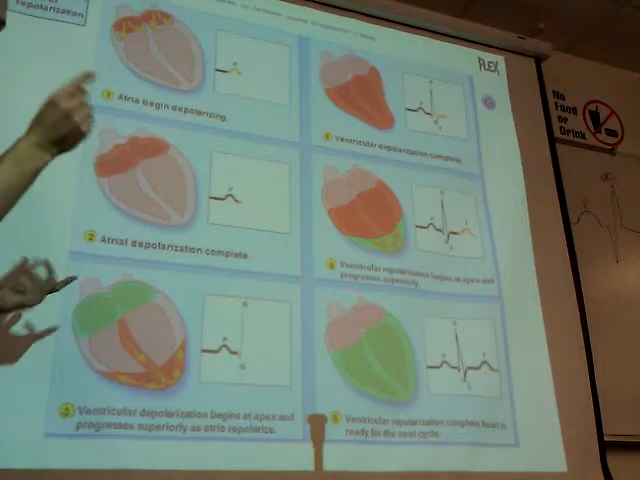 repolarization
FLEX
1 Atria begin depolarizing.
2 Atrial depolarization complete.
3 Ventricular depolarization begins at apex and
progresses superiorly as atria repolarize.
4 Ventricular depolarization complete.
5 Ventricular repolarization begins at apex and
progresses superiorly.
6 Ventricular repolarization complete; heart is
ready for the next cycle.
No
Food
or
Drink